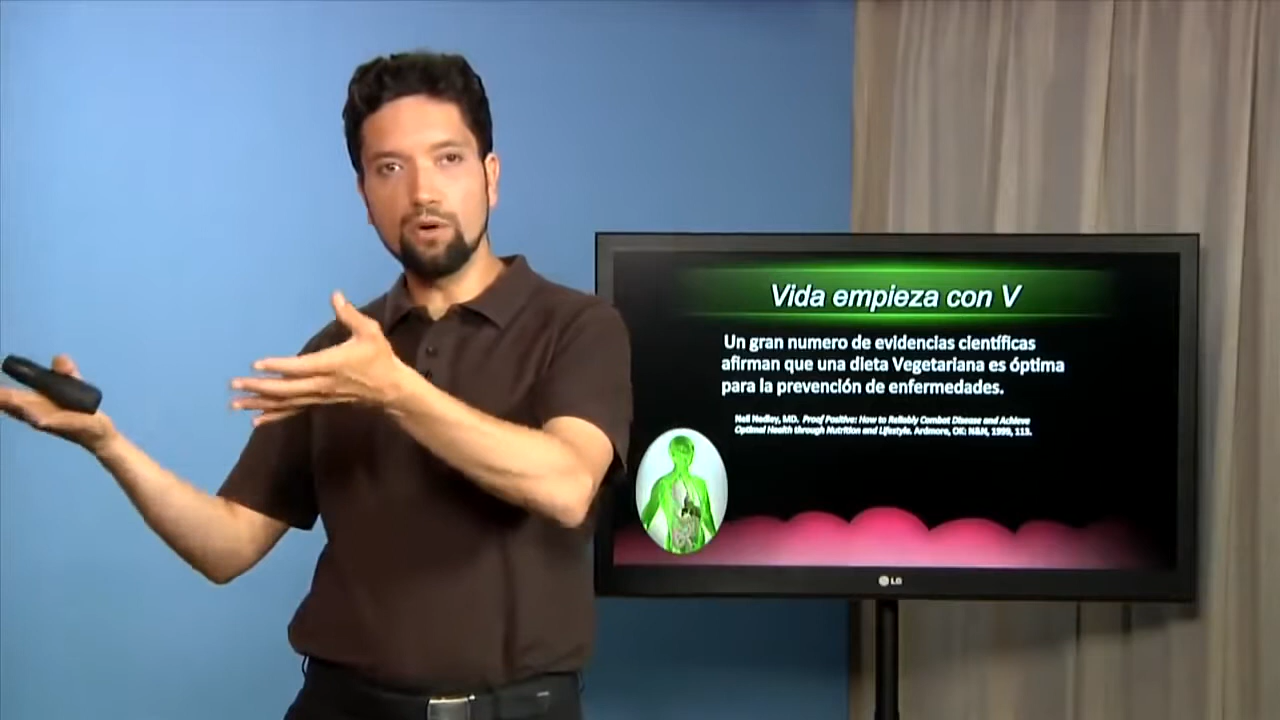 Vida empieza con V
Un gran numero de evidencias científicas
afirman que una dieta Vegetariana es óptima
para la prevención de enfermedades.
Neil Nedley, MD. Proof Positive: How to Reliably Combat Disease and Achieve
Optimal Health through Nutrition and Lifestyle. Ardmore, OK: N&N, 1999, 113.
LG